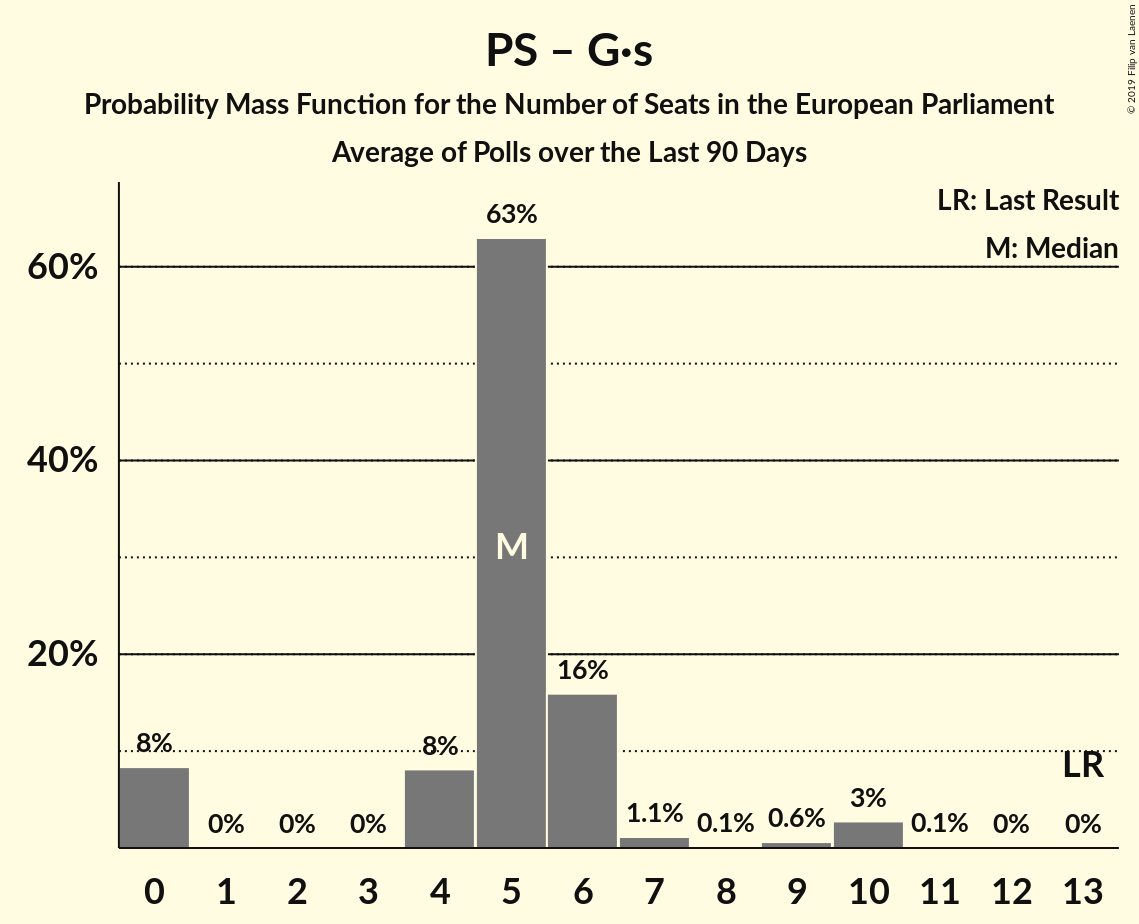 PS – G·s
Probability Mass Function for the Number of Seats in the European Parliament
Average of Polls over the Last 90 Days
© 2019 Filip van Laenen
LR: Last Result
M: Median
63%
60%
40%
M
20%
16%
8%
8%
LR
0%
0%
0%
1.1%
0.1%
0.6%
3%
0.1%
0%
0%
0 1 2 3 4 5 6 7 8 9 10 11 12 13